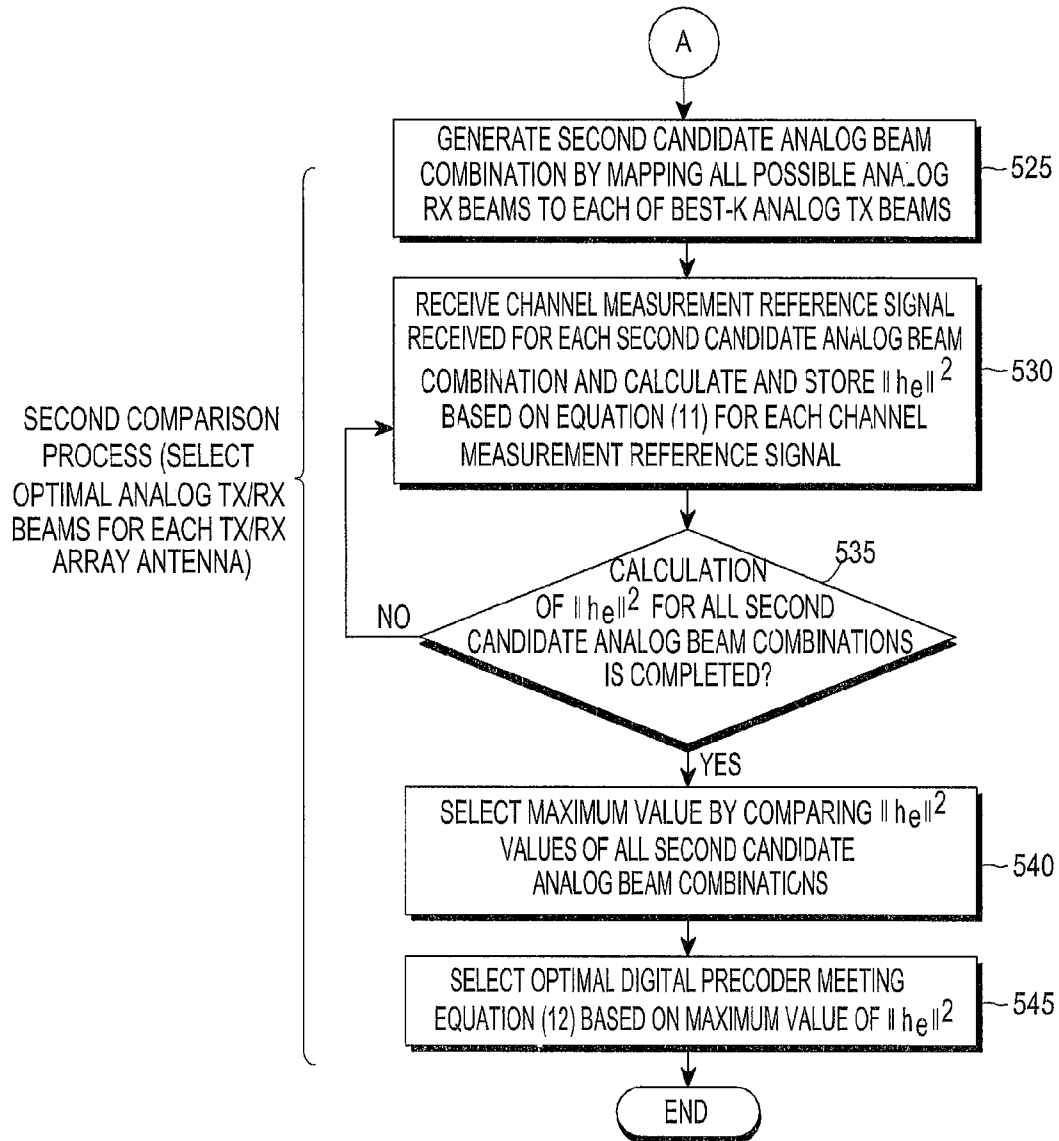 A
GENERATE SECOND CANDIDATE ANALOG BEAM
COMBINATION BY MAPPING ALL POSSIBLE ANALOG
RX BEAMS TO EACH OF BEST-K ANALOG TX BEAMS
525
RECEIVE CHANNEL MEASUREMENT REFERENCE SIGNAL
RECEIVED FOR EACH SECOND CANDIDATE ANALOG BEAM
COMBINATION AND CALCULATE AND STORE ‖he‖²
BASED ON EQUATION (11) FOR EACH CHANNEL
MEASUREMENT REFERENCE SIGNAL
530
SECOND COMPARISON
PROCESS (SELECT
OPTIMAL ANALOG TX/RX
BEAMS FOR EACH TX/RX
ARRAY ANTENNA)
535
CALCULATION
OF ‖he‖² FOR ALL SECOND
CANDIDATE ANALOG BEAM COMBINATIONS
IS COMPLETED?
NO
YES
SELECT MAXIMUM VALUE BY COMPARING ‖he‖²
VALUES OF ALL SECOND CANDIDATE
ANALOG BEAM COMBINATIONS
540
SELECT OPTIMAL DIGITAL PRECODER MEETING
EQUATION (12) BASED ON MAXIMUM VALUE OF ‖he‖²
545
END